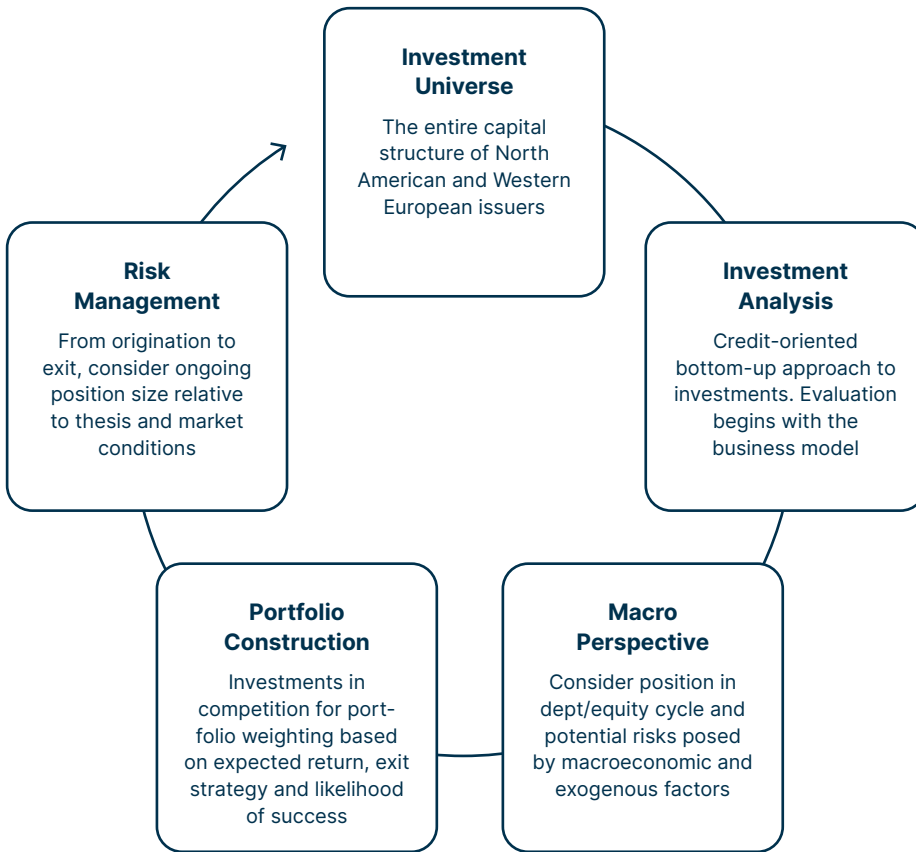 Investment
Universe
The entire capital
structure of North
American and Western
European issuers
Investment
Analysis
Credit-oriented
bottom-up approach to
investments. Evaluation
begins with the
business model
Macro
Perspective
Consider position in
dept/equity cycle and
potential risks posed
by macroeconomic and
exogenous factors
Portfolio
Construction
Investments in
competition for port-
folio weighting based
on expected return, exit
strategy and likelihood
of success
Risk
Management
From origination to
exit, consider ongoing
position size relative
to thesis and market
conditions